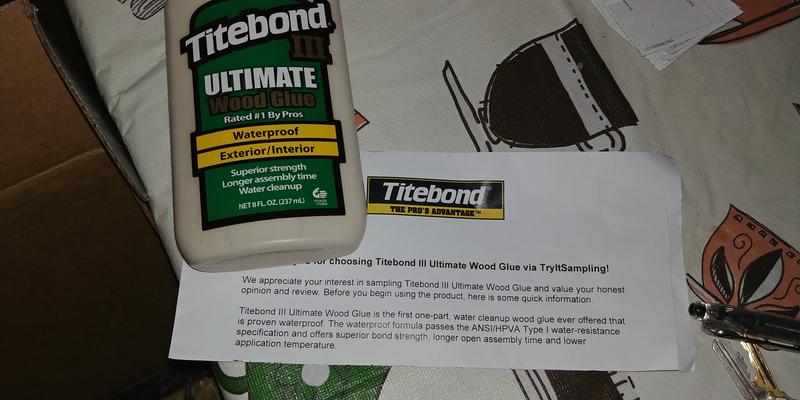 Titebond
III
ULTIMATE
Wood Glue
Rated #1 By Pros
Waterproof
Exterior/Interior
Superior strength
Longer assembly time
Water cleanup
NET 8 FL. OZ. (237 mL)
made in USA
Titebond
THE PRO'S ADVANTAGE™
for choosing Titebond III Ultimate Wood Glue via TryItSampling!
We appreciate your interest in sampling Titebond III Ultimate Wood Glue and value your honest
opinion and review. Before you begin using the product, here is some quick information.
Titebond III Ultimate Wood Glue is the first one-part, water cleanup wood glue ever offered that
is proven waterproof. The waterproof formula passes the ANSI/HPVA Type I water-resistance
specification and offers superior bond strength, longer open assembly time and lower
application temperature.